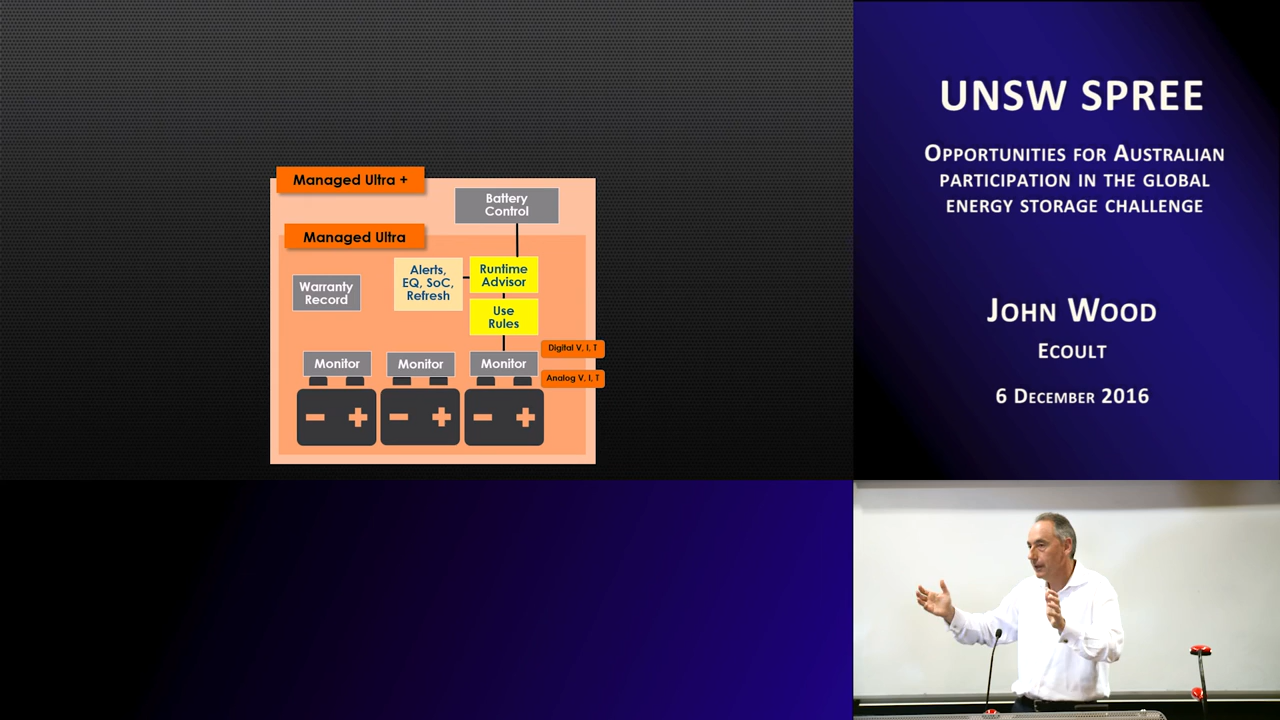 Managed Ultra +
Battery
Control
Managed Ultra
Alerts,
EQ, SoC,
Refresh
Runtime
Advisor
Warranty
Record
Use
Rules
Digital V, I, T
Monitor
Monitor
Monitor
Analog V, I, T
UNSW SPREE
Opportunities for Australian
participation in the global
energy storage challenge
John Wood
Ecoult
6 December 2016